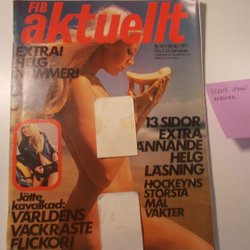 FIB
aktuellt
EXTRA!
HELG
NUMMER!
13 SIDOR
EXTRA
ANNANDE
HELG
LÄSNING
HOCKEYNS
STÖRSTA
MÅL
VAKTER
Jätte
kavalkad:
VÄRLDENS
VACKRASTE
FLICKOR!